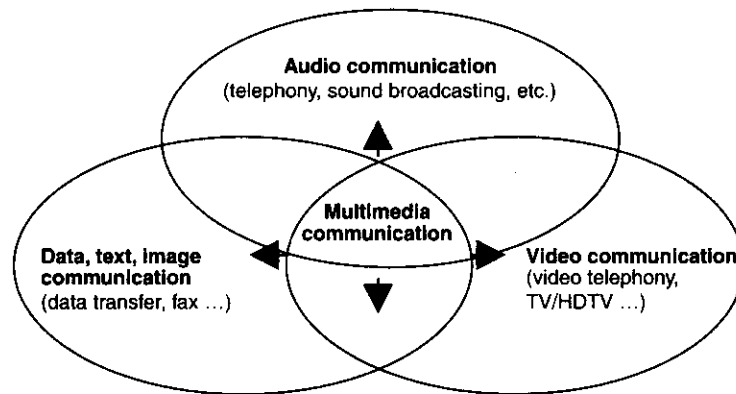 Audio communication
(telephony, sound broadcasting, etc.)
Multimedia
communication
Data, text, image
communication
(data transfer, fax ...)
Video communication
(video telephony,
TV/HDTV ...)